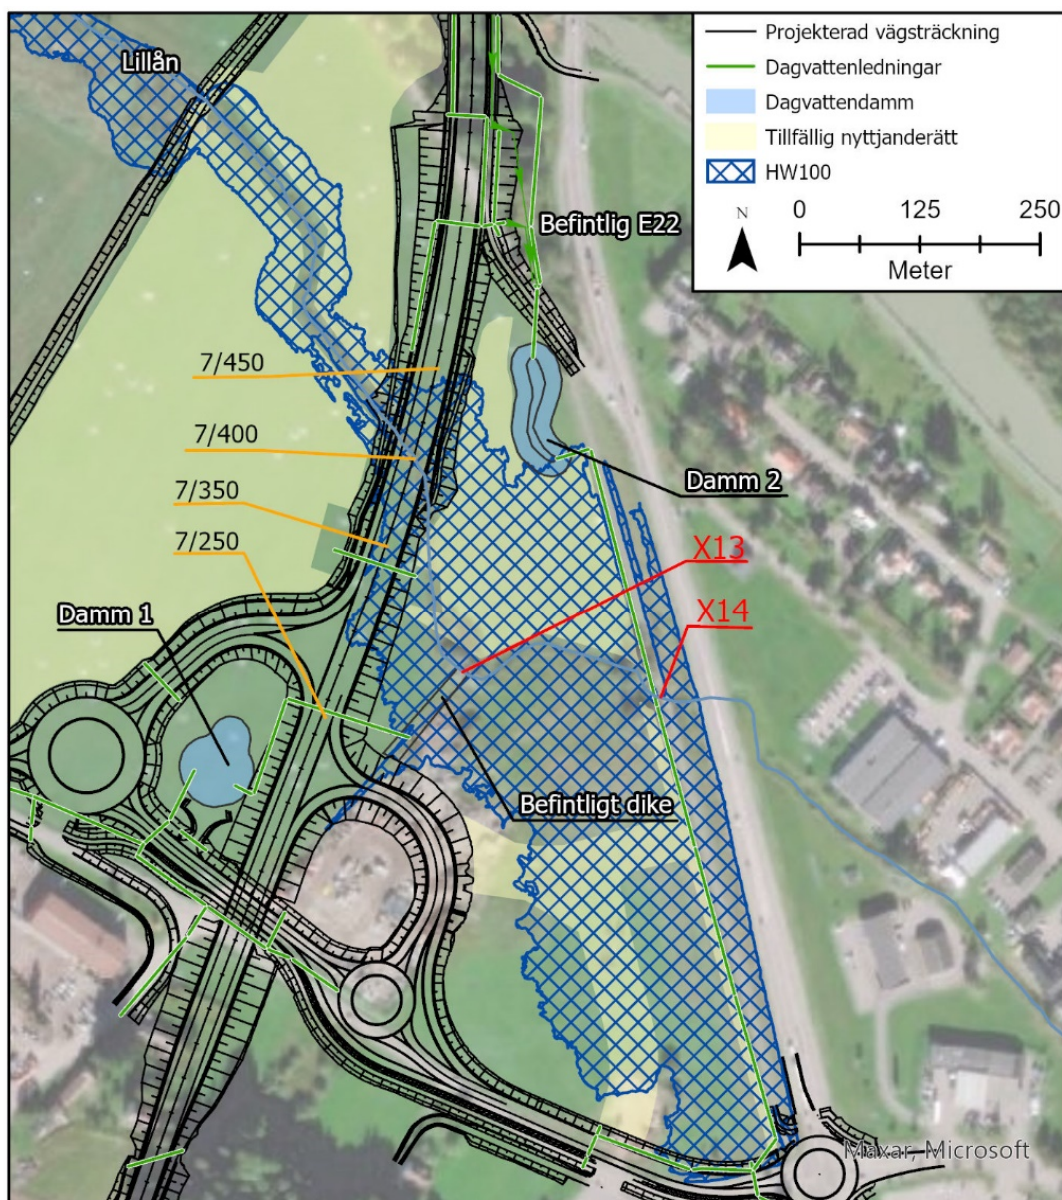 Lillån
Projekterad vägsträckning
Dagvattenledningar
Dagvattendamm
Tillfällig nyttjanderätt
HW100
N
0 125 250
Meter
Befintlig E22
7/450
7/400
7/350
7/250
Damm 2
X13
X14
Damm 1
Befintligt dike
Maxar, Microsoft